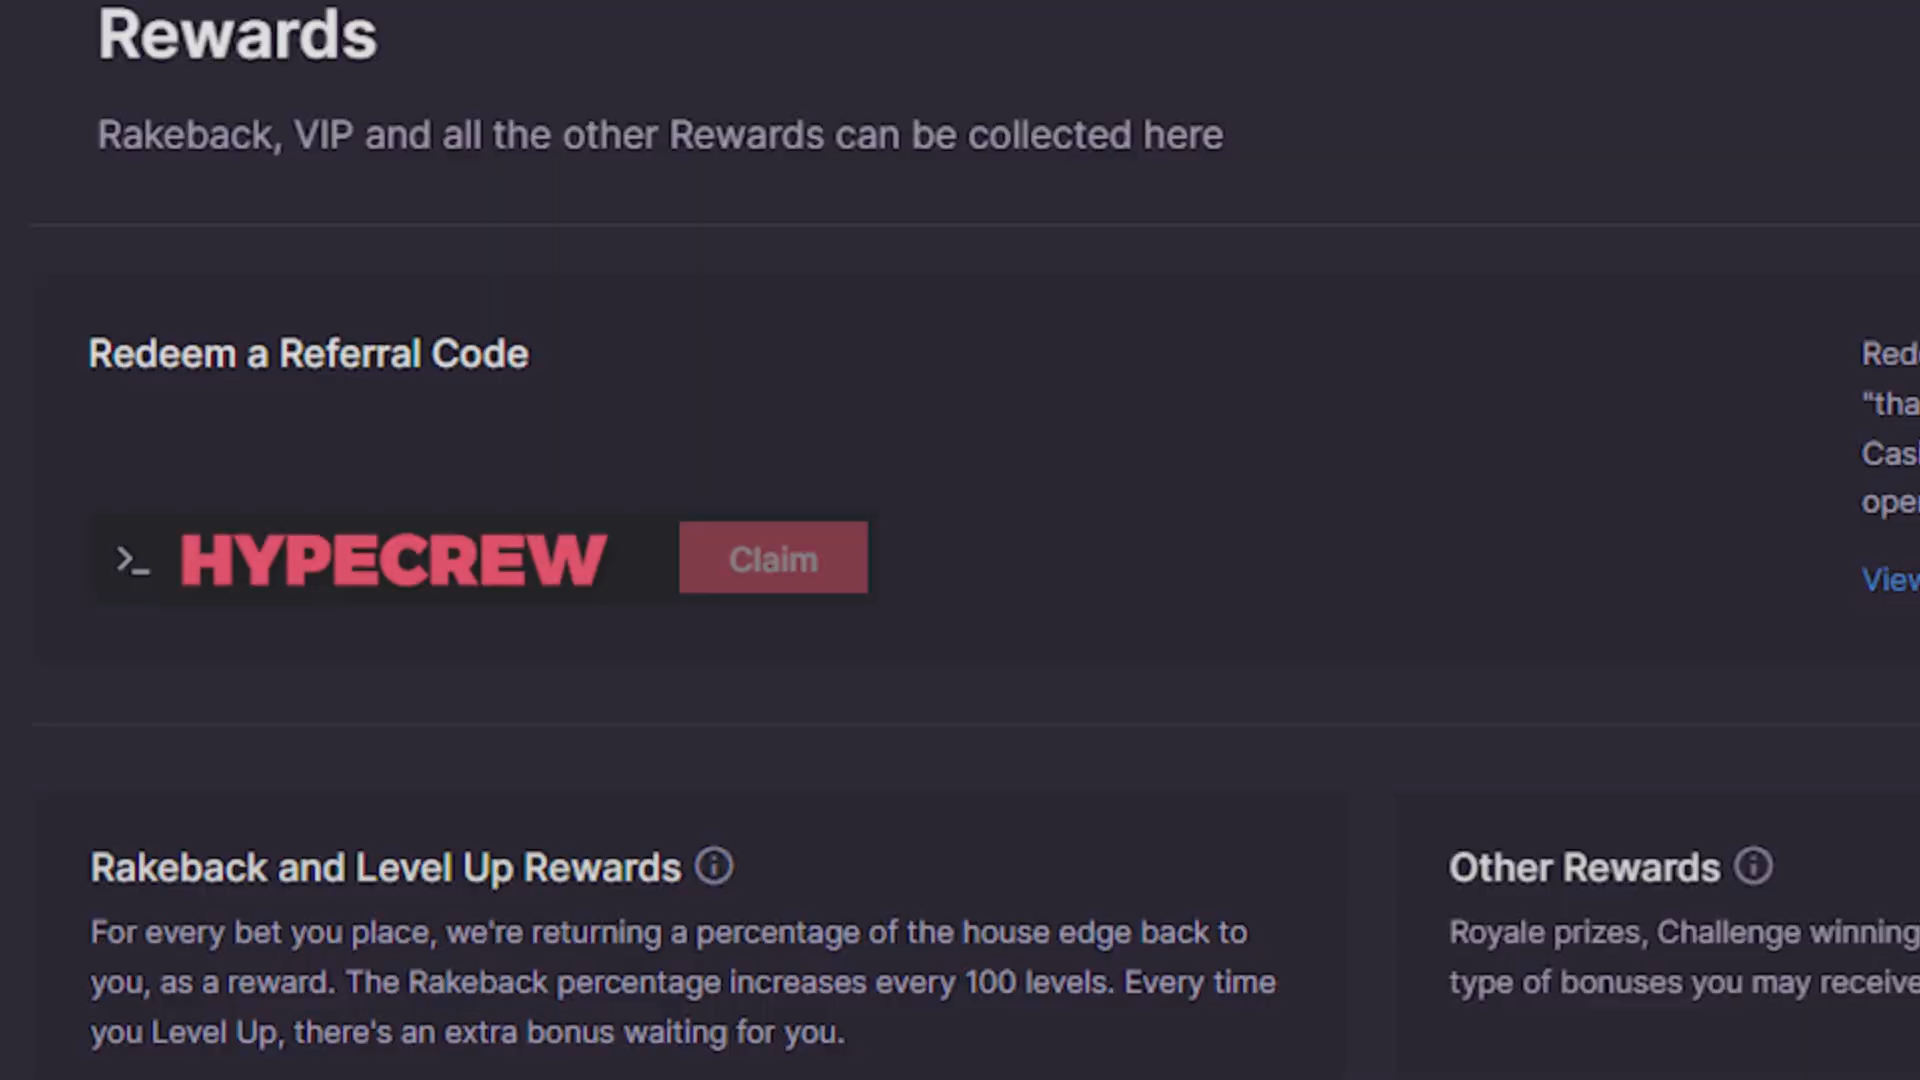 Rewards
Rakeback, VIP and all the other Rewards can be collected here
Redeem a Referral Code
"tha
>_ HYPECREW
Claim
Rakeback and Level Up Rewards
For every bet you place, we're returning a percentage of the house edge back to
you, as a reward. The Rakeback percentage increases every 100 levels. Every time
you Level Up, there's an extra bonus waiting for you.
Other Rewards
Royale prizes, Challenge winning
type of bonuses you may receive